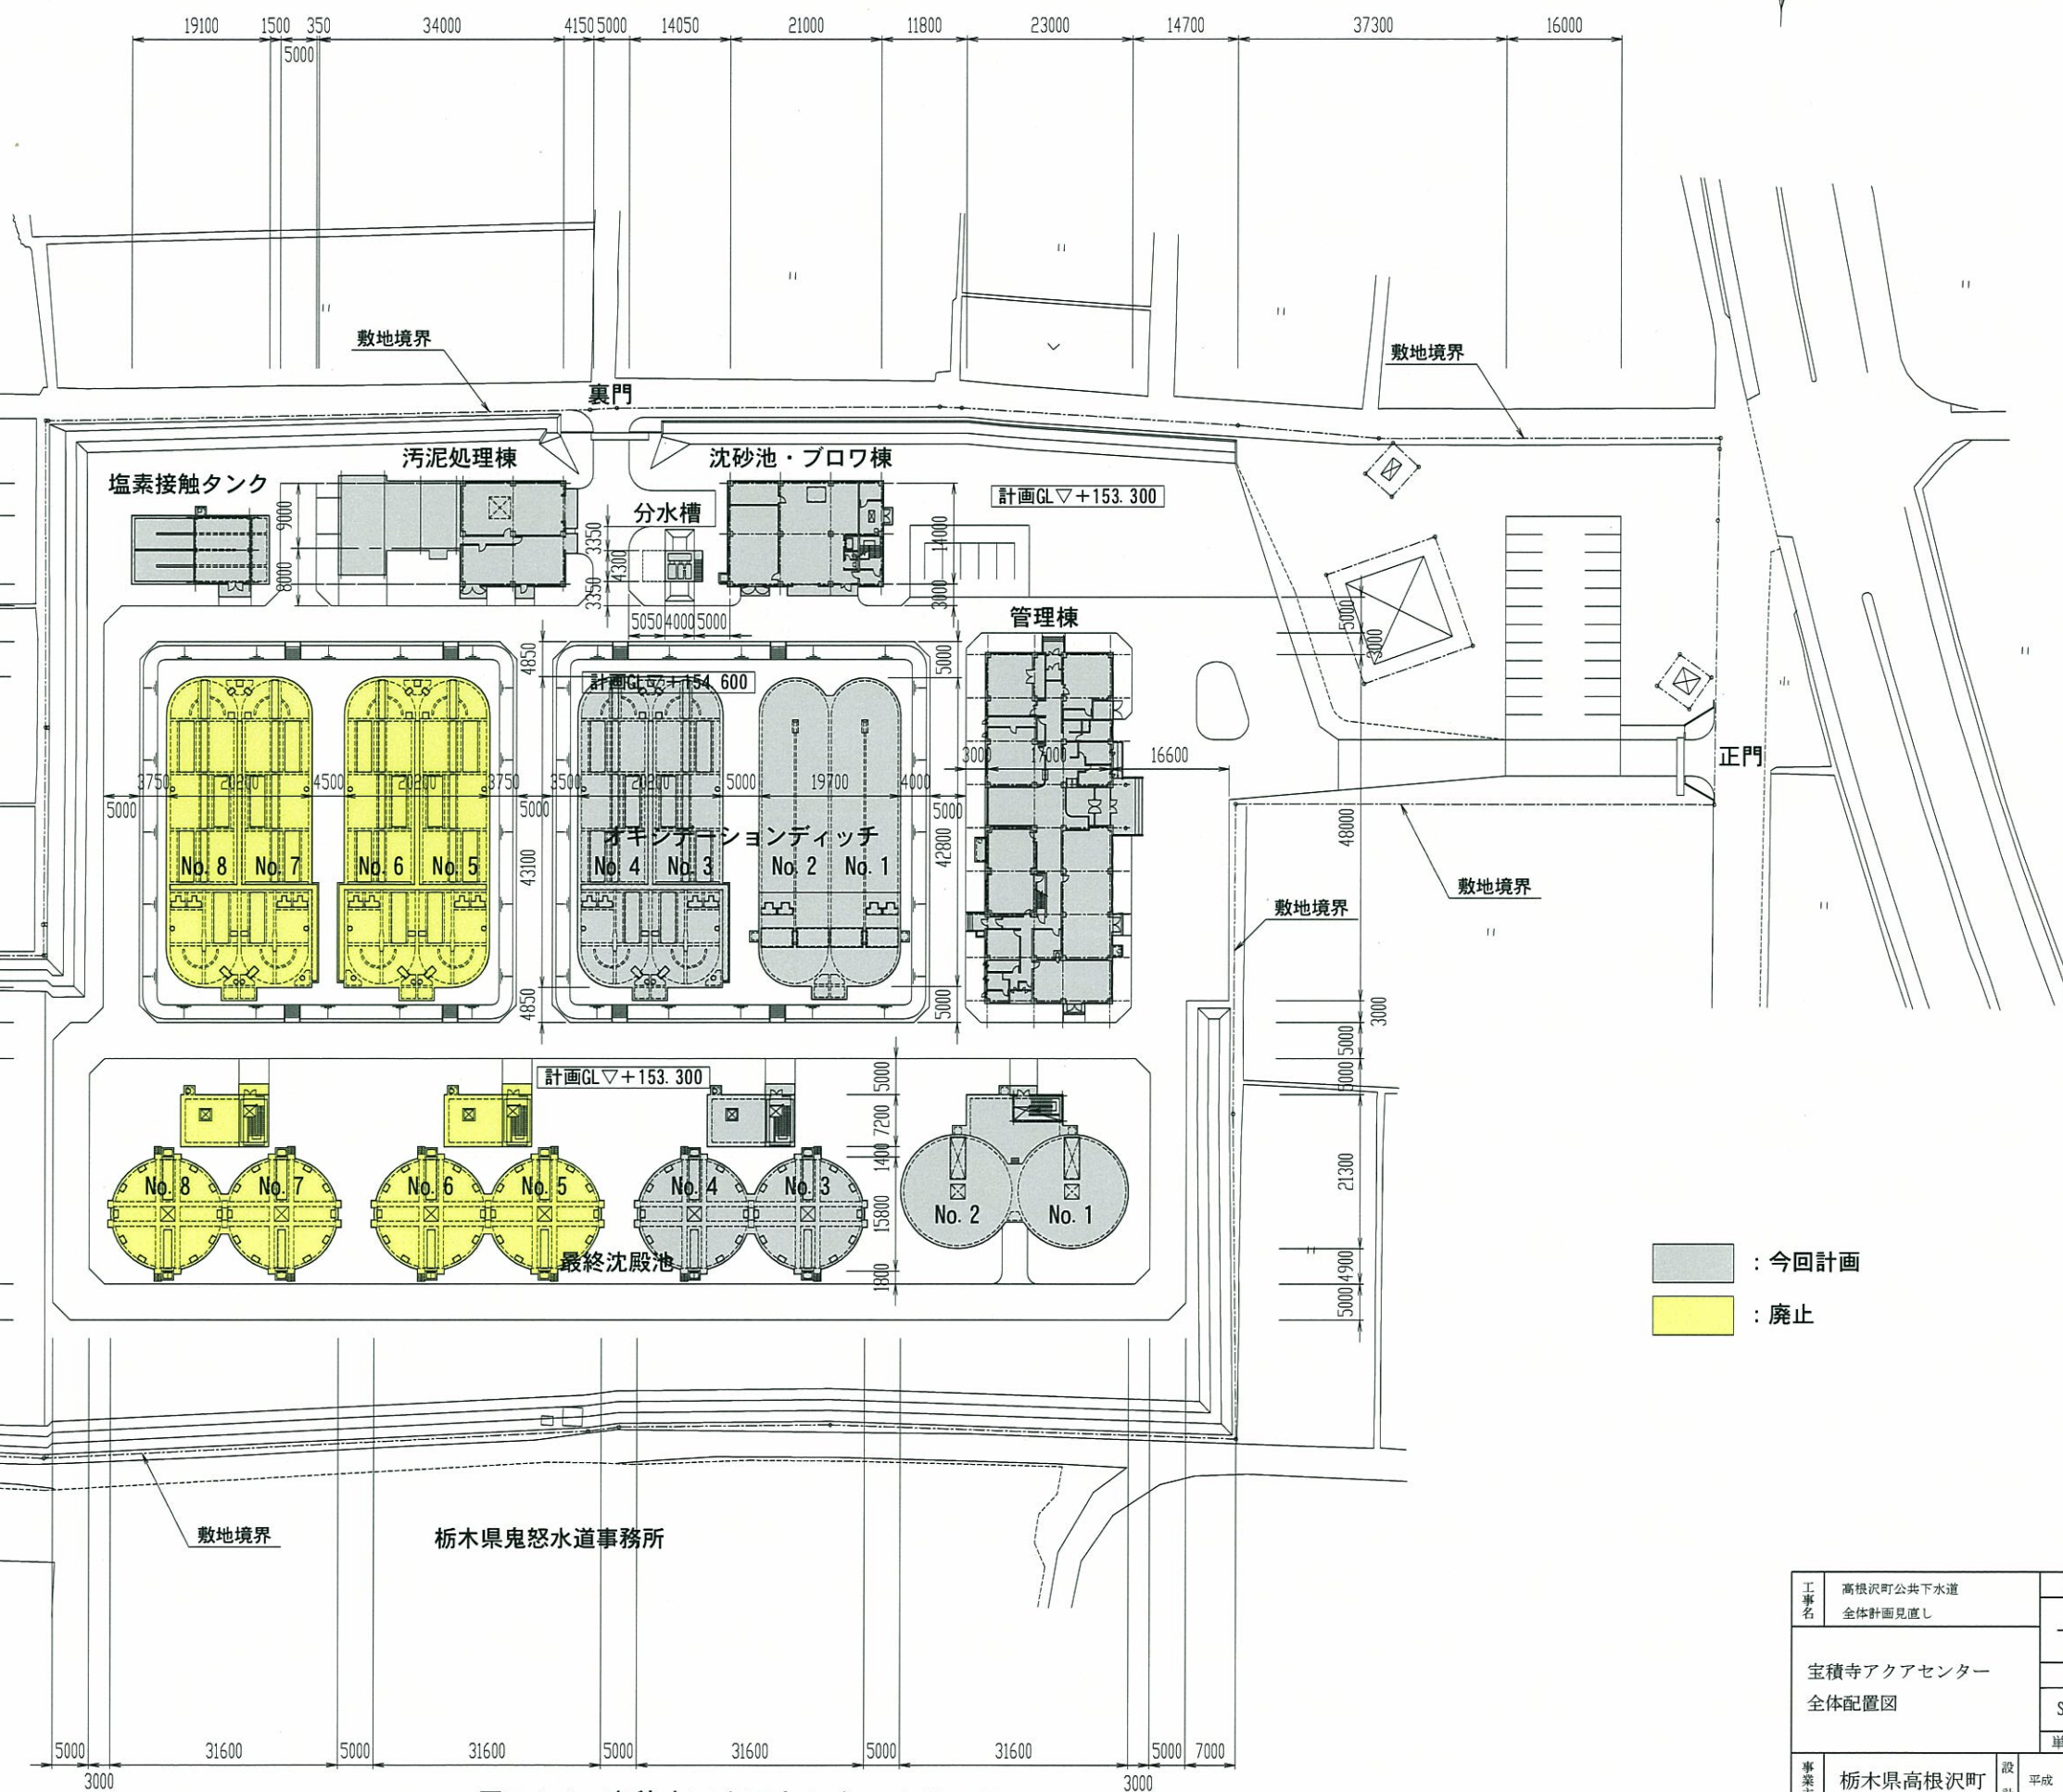 19100 1500 350 34000 4150 5000 14050 21000 11800 23000 14700 37300 16000
5000
敷地境界
敷地境界
裏門
汚泥処理棟
沈砂池・ブロワ棟
塩素接触タンク
計画GL▽+153.300
分水槽
9000
8000
3350
4300
3350
14000
3000
5050 4000 5000
管理棟
5000
3000
4850
5000
計画GL▽+154.600
正門
3000 17000 16600
3750 20200 4500 20200 3750 3500 20200 5000 19700 4000
5000 5000 5000
オキシデーションディッチ
48000
43100
42800
No. 8 No. 7 No. 6 No. 5 No. 4 No. 3 No. 2 No. 1
敷地境界
敷地境界
4850
5000
3000
5000
5000
計画GL▽+153.300
5000
7200
1400
15800
1800
21300
4900
5000
No. 8 No. 7 No. 6 No. 5 No. 4 No. 3
No. 2 No. 1
最終沈殿池
：今回計画
：廃止
敷地境界
栃木県鬼怒水道事務所
工事名
高根沢町公共下水道
全体計画見直し
宝積寺アクアセンター
全体配置図
栃木県高根沢町
平成
5000 31600 5000 31600 5000 31600 5000 31600 5000 7000
3000 3000